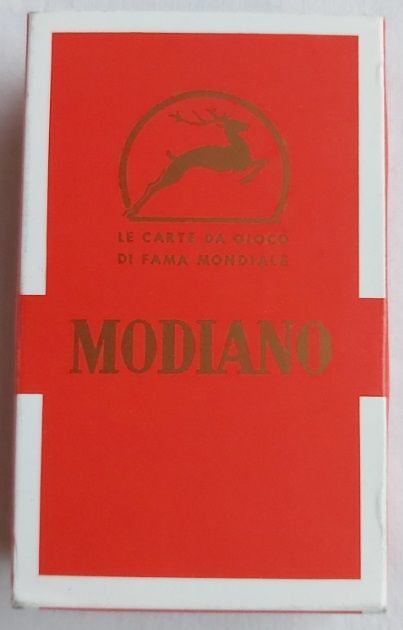 LE CARTE DA GIOCO
DI FAMA MONDIALE
MODIANO